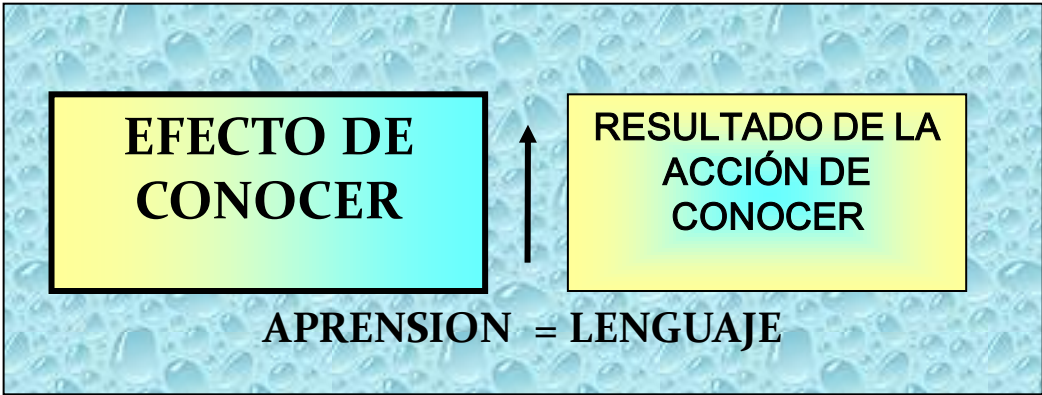 EFECTO DE
CONOCER
RESULTADO DE LA
ACCIÓN DE
CONOCER
APRENSION = LENGUAJE